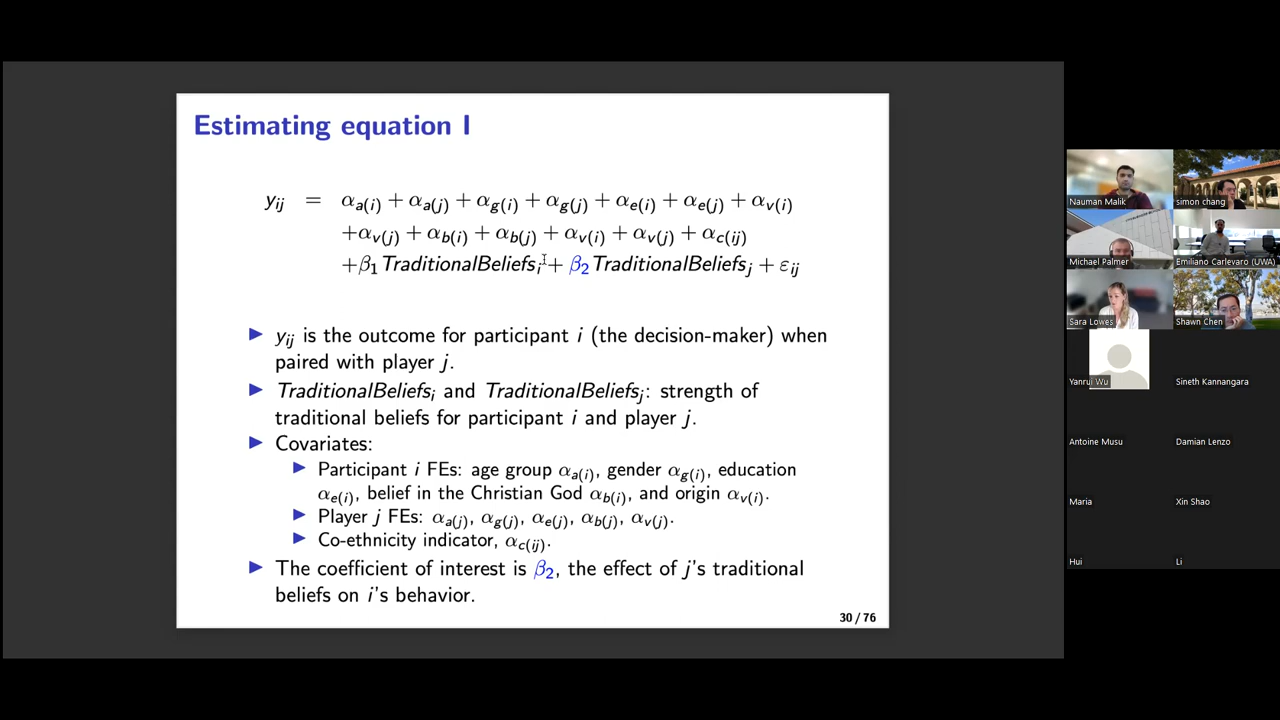 Estimating equation I
y_ij = α_a(i) + α_a(j) + α_g(i) + α_g(j) + α_e(i) + α_e(j) + α_v(i)
+α_v(j) + α_b(i) + α_b(j) + α_v(i) + α_v(j) + α_c(ij)
+β_1 TraditionalBeliefs_i + β_2 TraditionalBeliefs_j + ε_ij
▶ y_ij is the outcome for participant i (the decision-maker) when
paired with player j.
▶ TraditionalBeliefs_i and TraditionalBeliefs_j: strength of
traditional beliefs for participant i and player j.
▶ Covariates:
▶ Participant i FEs: age group α_a(i), gender α_g(i), education
α_e(i), belief in the Christian God α_b(i), and origin α_v(i).
▶ Player j FEs: α_a(j), α_g(j), α_e(j), α_b(j), α_v(j).
▶ Co-ethnicity indicator, α_c(ij).
▶ The coefficient of interest is β_2, the effect of j's traditional
beliefs on i's behavior.
30 / 76
Nauman Malik
simon chang
Michael Palmer
Emiliano Carlevaro (UWA)
Sara Lowes
Shawn Chen
Yanrui Wu
Sineth Kannangara
Antoine Musu
Damian Lenzo
Maria
Xin Shao
Hui
Li